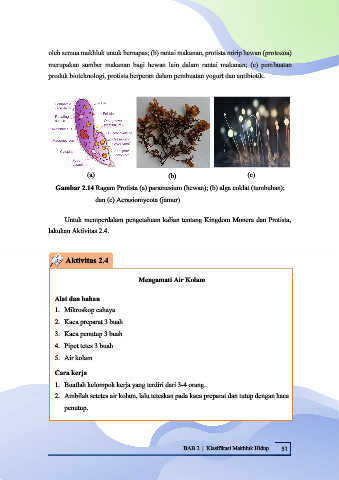 oleh semua makhluk untuk bernapas; (b) rantai makanan, protista mirip hewan (protozoa)
merupakan sumber makanan bagi hewan lain dalam rantai makanan; (c) pembuatan
produk bioteknologi, protista berperan dalam pembuatan yogurt dan antibiotik.
(a)
(b)
(c)
Gambar 2.14 Ragam Protista (a) paramesium (hewan); (b) alga coklat (tumbuhan);
dan (c) Acrasiomycota (jamur)
Untuk memperdalam pengetahuan kalian tentang Kingdom Monera dan Protista,
lakukan Aktivitas 2.4.
Aktivitas 2.4
Mengamati Air Kolam
Alat dan bahan
1. Mikroskop cahaya
2. Kaca preparat 3 buah
3. Kaca penutup 3 buah
4. Pipet tetes 3 buah
5. Air kolam
Cara kerja
1. Buatlah kelompok kerja yang terdiri dari 3-4 orang.
2. Ambilah setetes air kolam, lalu teteskan pada kaca preparat dan tutup dengan kaca
penutup.
BAB 2 | Klasifikasi Makhluk Hidup 51